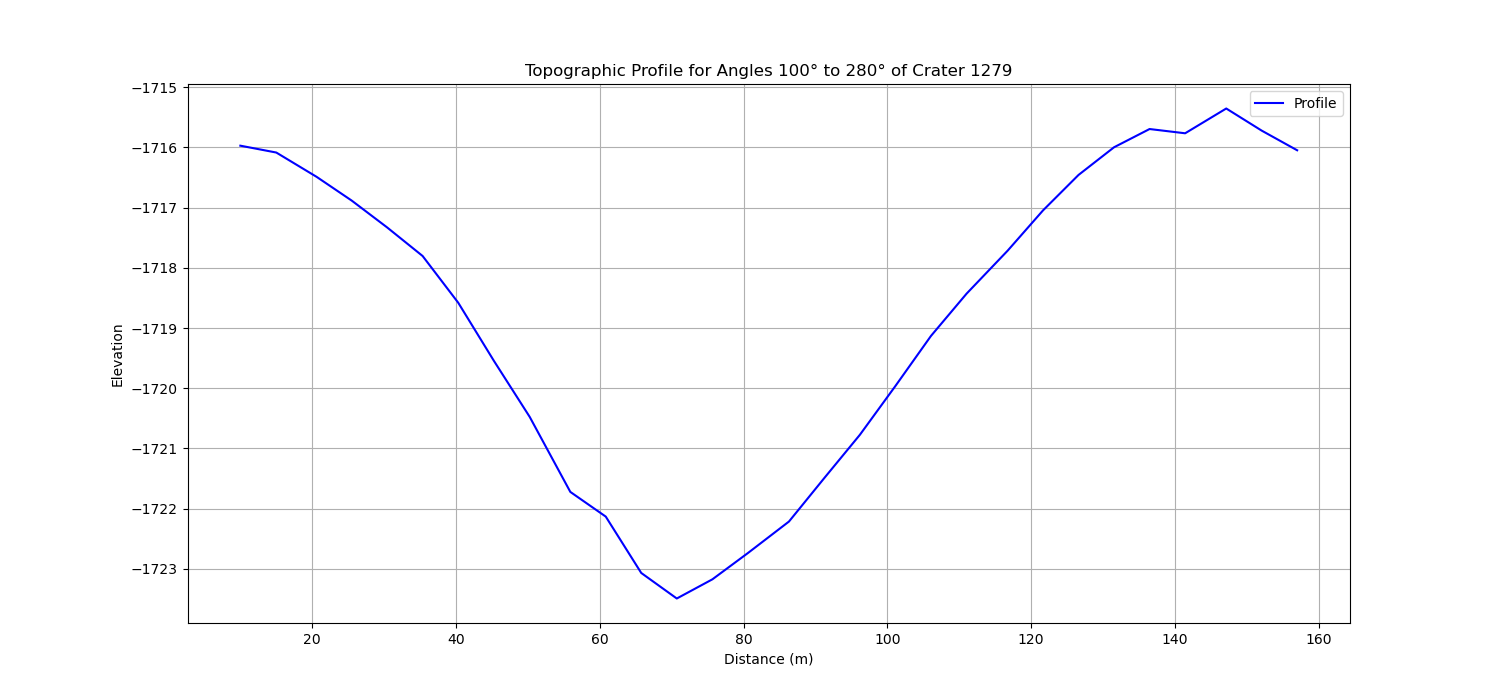 Topographic Profile for Angles 100° to 280° of Crater 1279
Profile
−1715
−1716
−1717
−1718
−1719
−1720
−1721
−1722
−1723
Elevation
20 40 60 80 100 120 140 160
Distance (m)